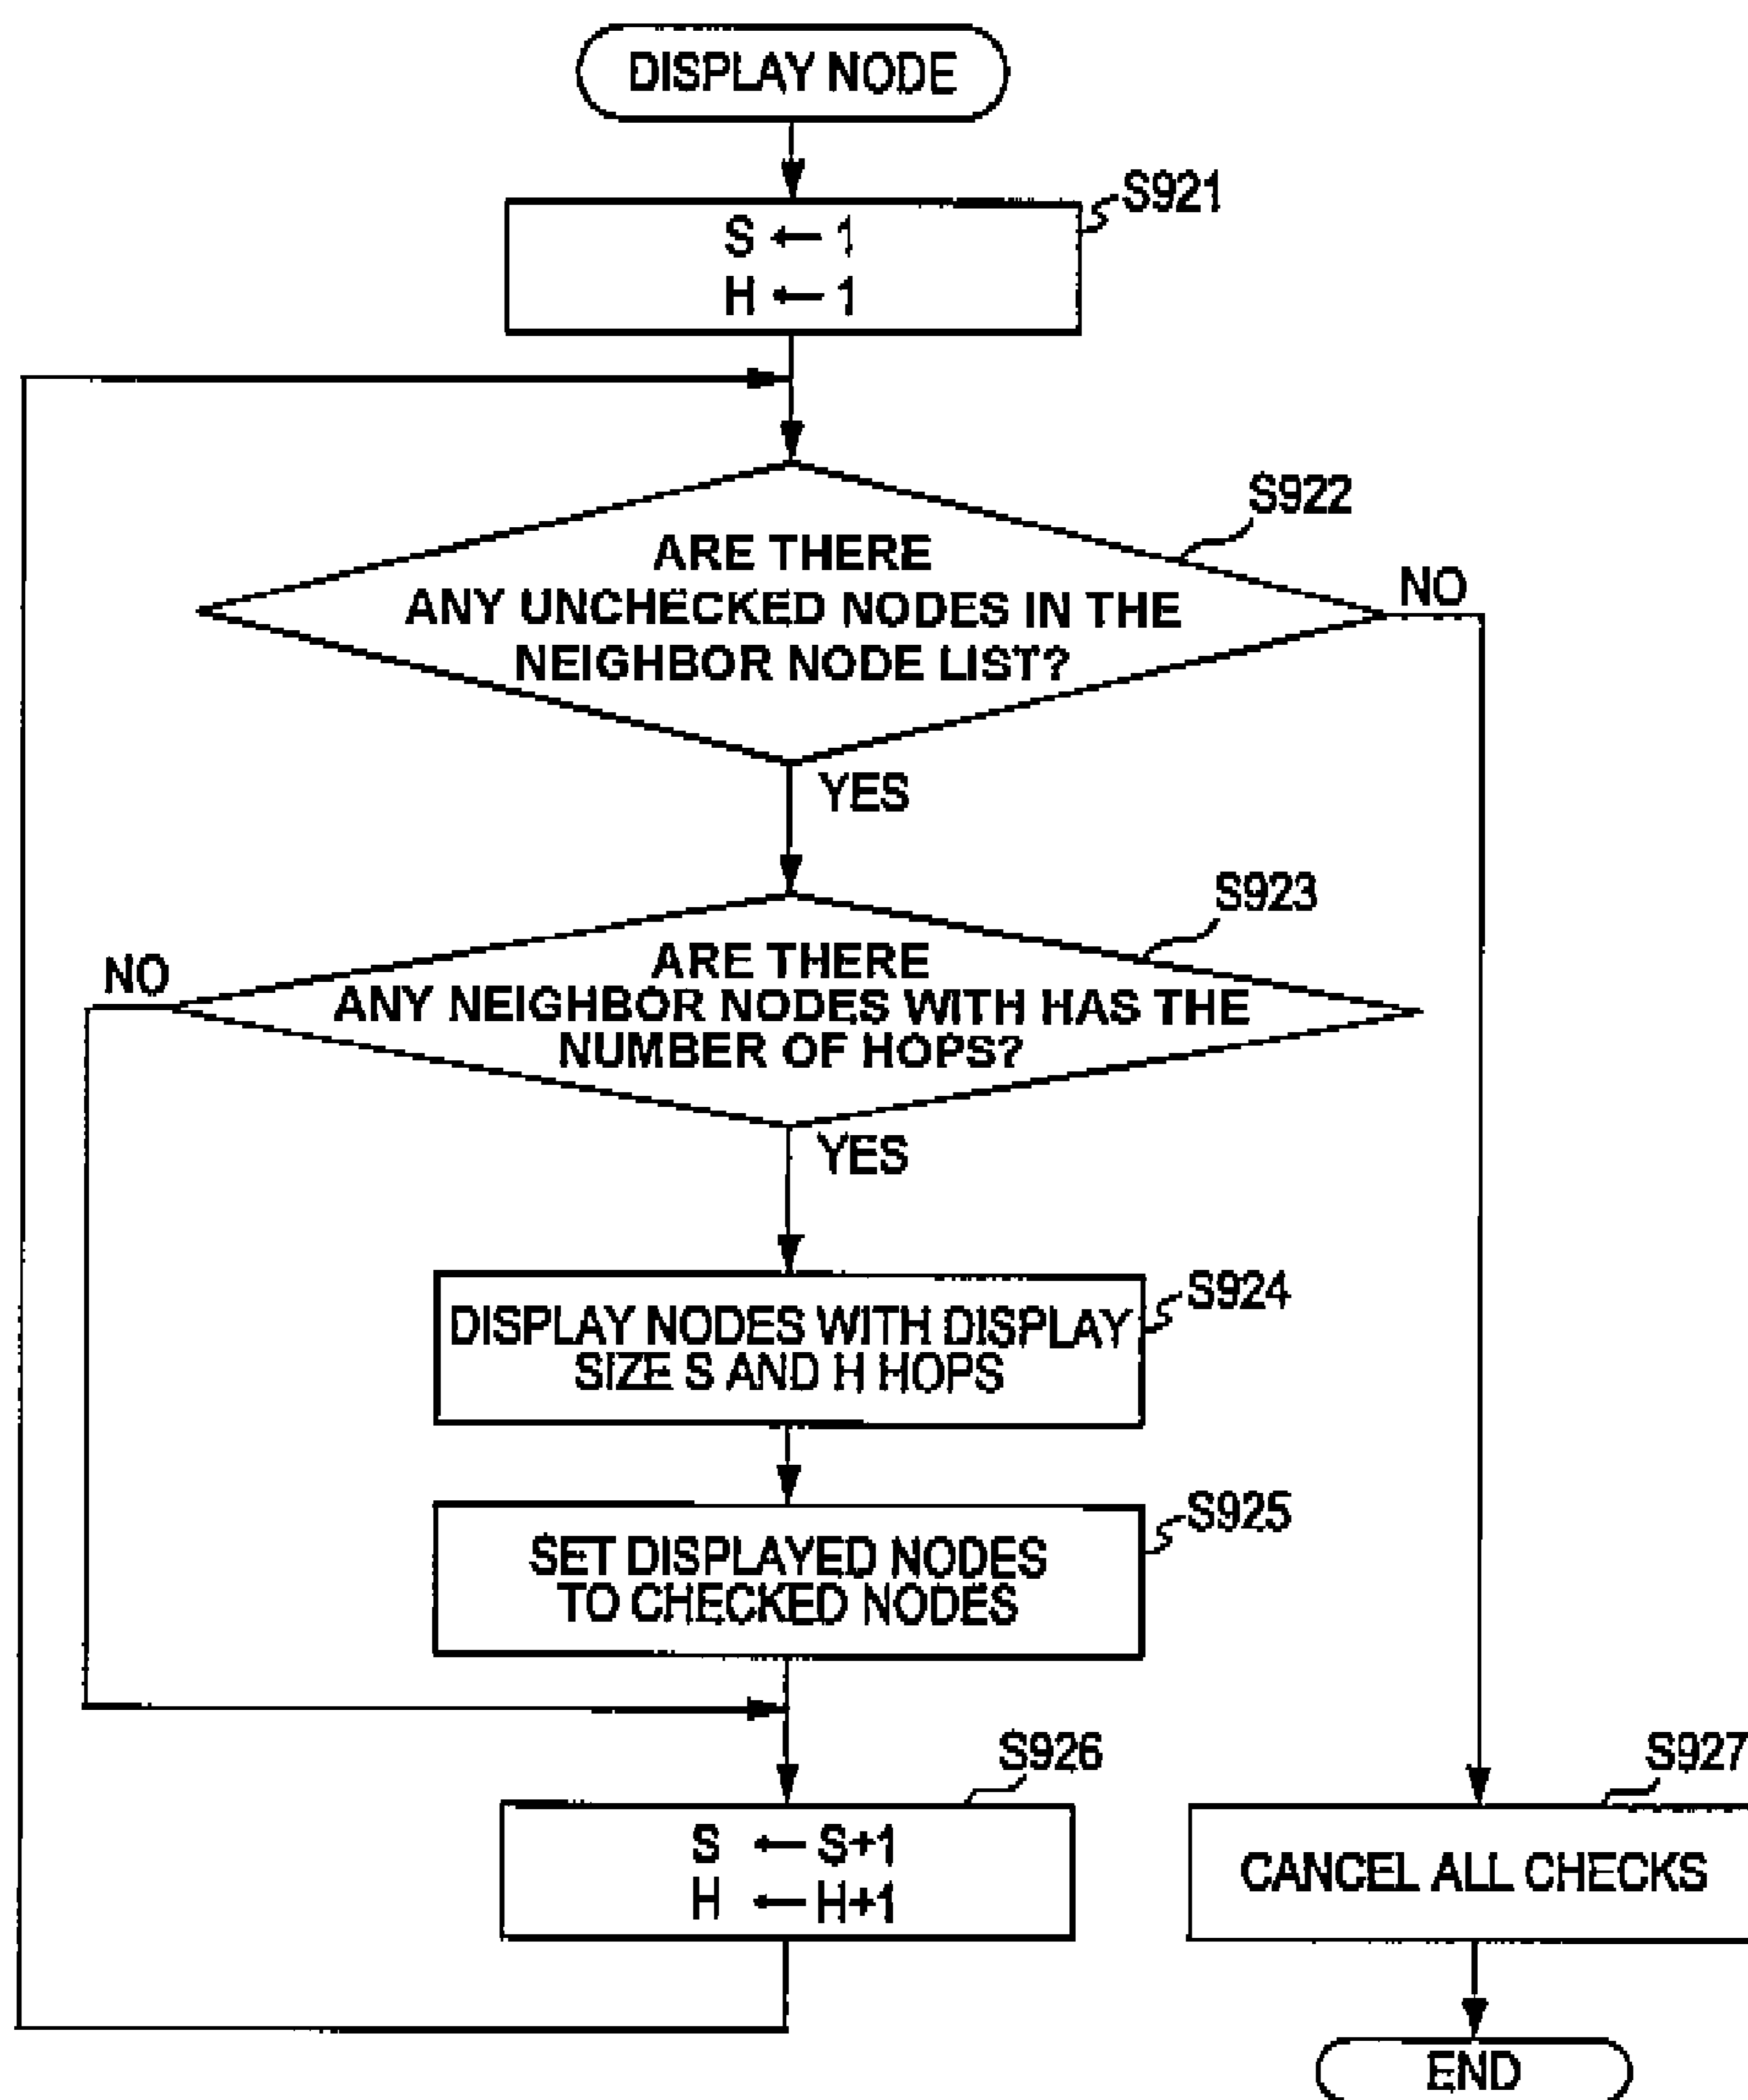 DISPLAY NODE
S921
S ← 1
H ← 1
S922
ARE THERE
ANY UNCHECKED NODES IN THE
NEIGHBOR NODE LIST?
NO
YES
S923
ARE THERE
ANY NEIGHBOR NODES WITH HAS THE
NUMBER OF HOPS?
NO
YES
S924
DISPLAY NODES WITH DISPLAY
SIZE S AND H HOPS
S925
SET DISPLAYED NODES
TO CHECKED NODES
S926
S ← S+1
H ← H+1
S927
CANCEL ALL CHECKS
END